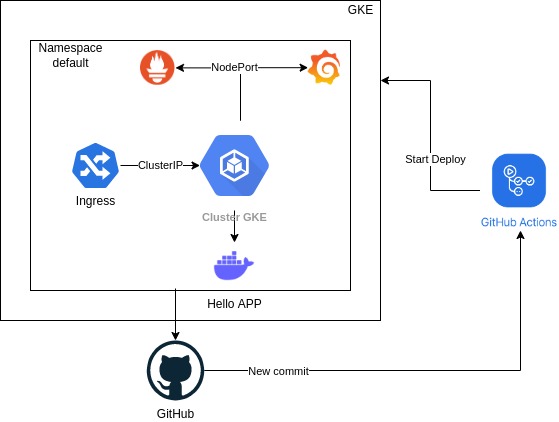 GKE
Namespace
default
NodePort
ClusterIP
Ingress
Cluster GKE
Hello APP
Start Deploy
GitHub Actions
New commit
GitHub